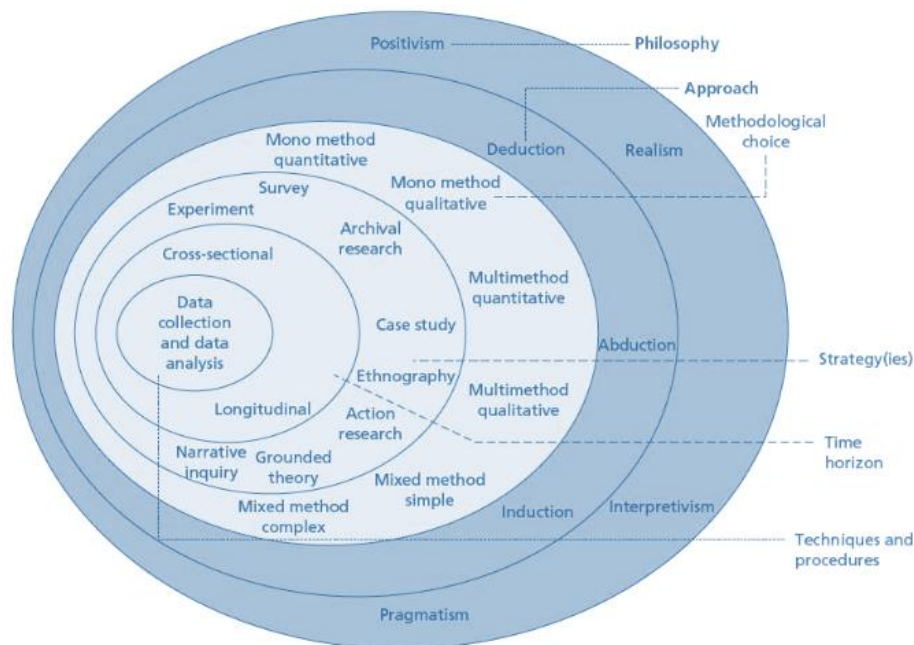 Positivism
Philosophy
Approach
Methodological
choice
Mono method
quantitative
Deduction
Realism
Survey
Mono method
qualitative
Experiment
Archival
research
Cross-sectional
Multimethod
quantitative
Data
collection
and data
analysis
Case study
Abduction
Strategy(ies)
Ethnography
Multimethod
qualitative
Longitudinal
Action
research
Time
horizon
Narrative
inquiry
Grounded
theory
Mixed method
simple
Mixed method
complex
Induction
Interpretivism
Techniques and
procedures
Pragmatism